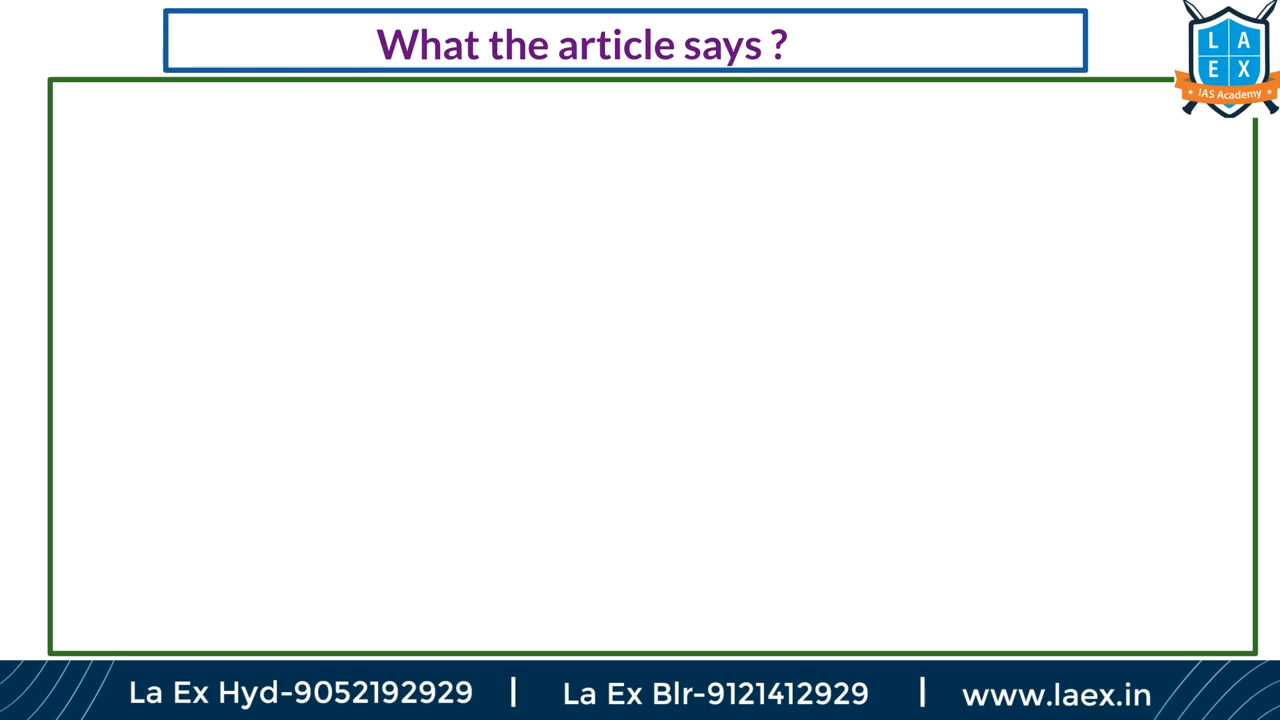 What the article says ?
L A
E X
IAS Academy
La Ex Hyd-9052192929 | La Ex Blr-9121412929 | www.laex.in